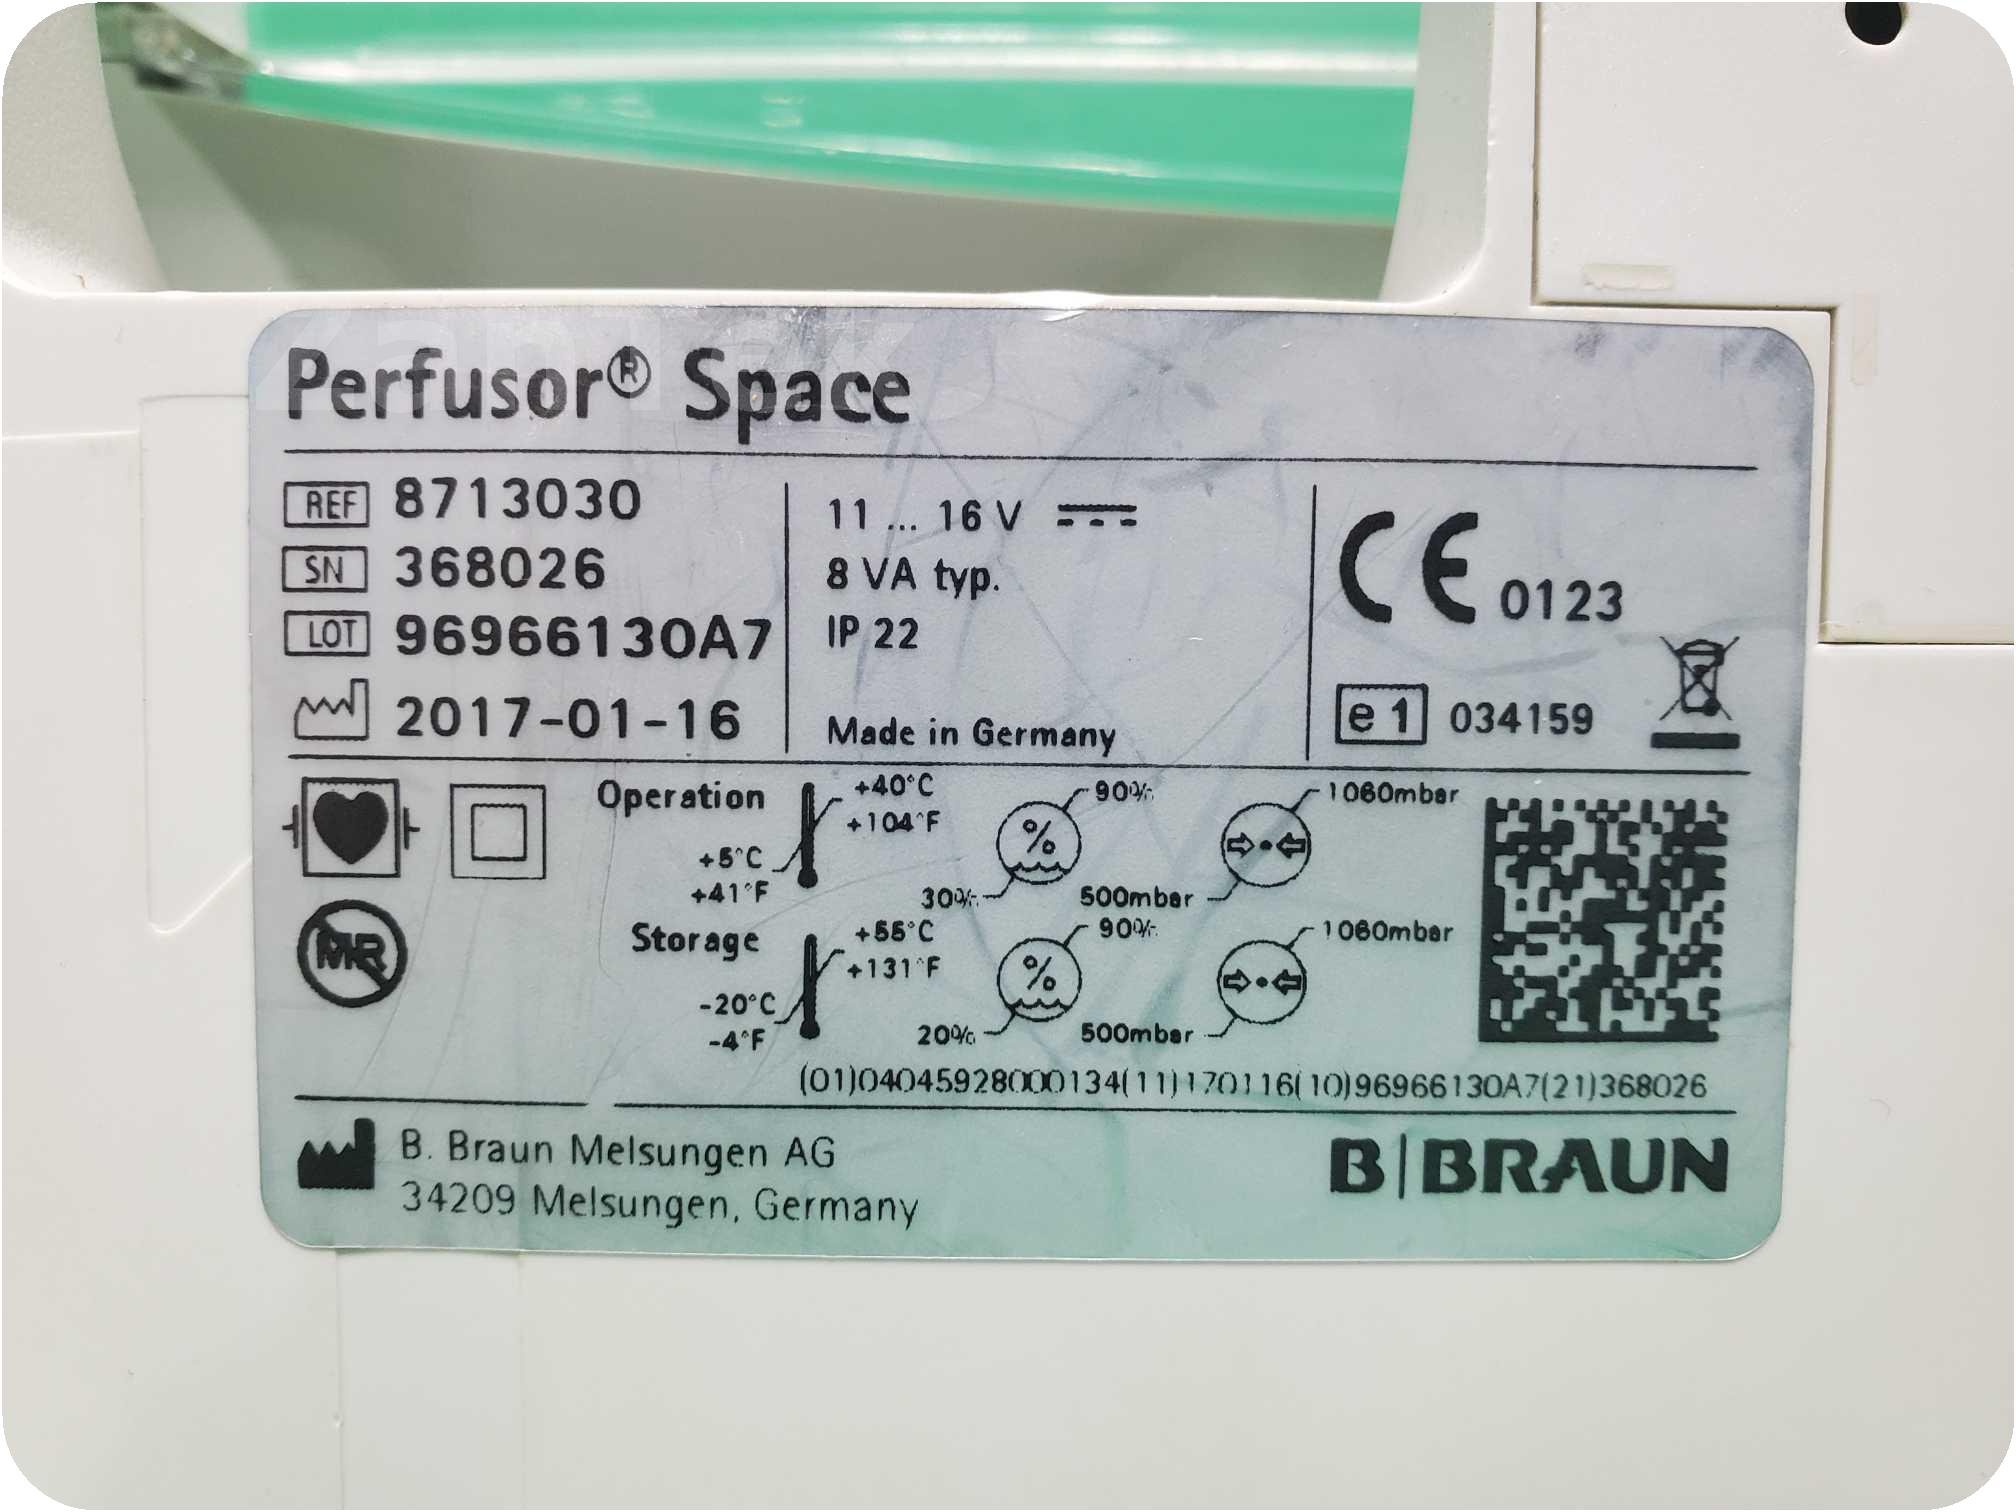 Perfusor® Space
REF 8713030
SN 368026
LOT 96966130A7
2017-01-16
11 ... 16 V
8 VA typ.
IP 22
Made in Germany
CE 0123
e1 034159
Operation
+40°C
+104°F
+5°C
+41°F
90%
30%
1060mbar
500mbar
MR
Storage
+55°C
+131°F
-20°C
-4°F
90%
20%
1060mbar
500mbar
(01)04045928000134(11)170116(10)96966130A7(21)368026
B. Braun Melsungen AG
34209 Melsungen, Germany
B|BRAUN